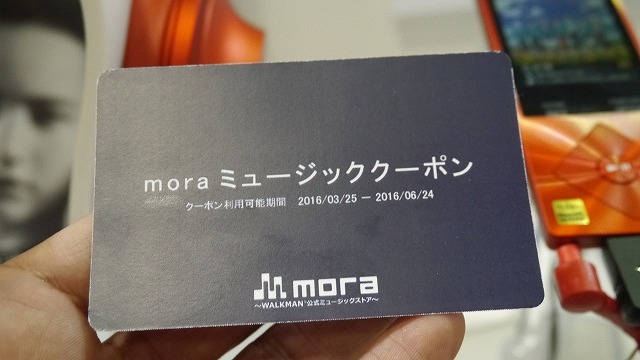 mora ミュージッククーポン
クーポン利用可能期間　2016/03/25 － 2016/06/24
mora
～WALKMAN®公式ミュージックストア～